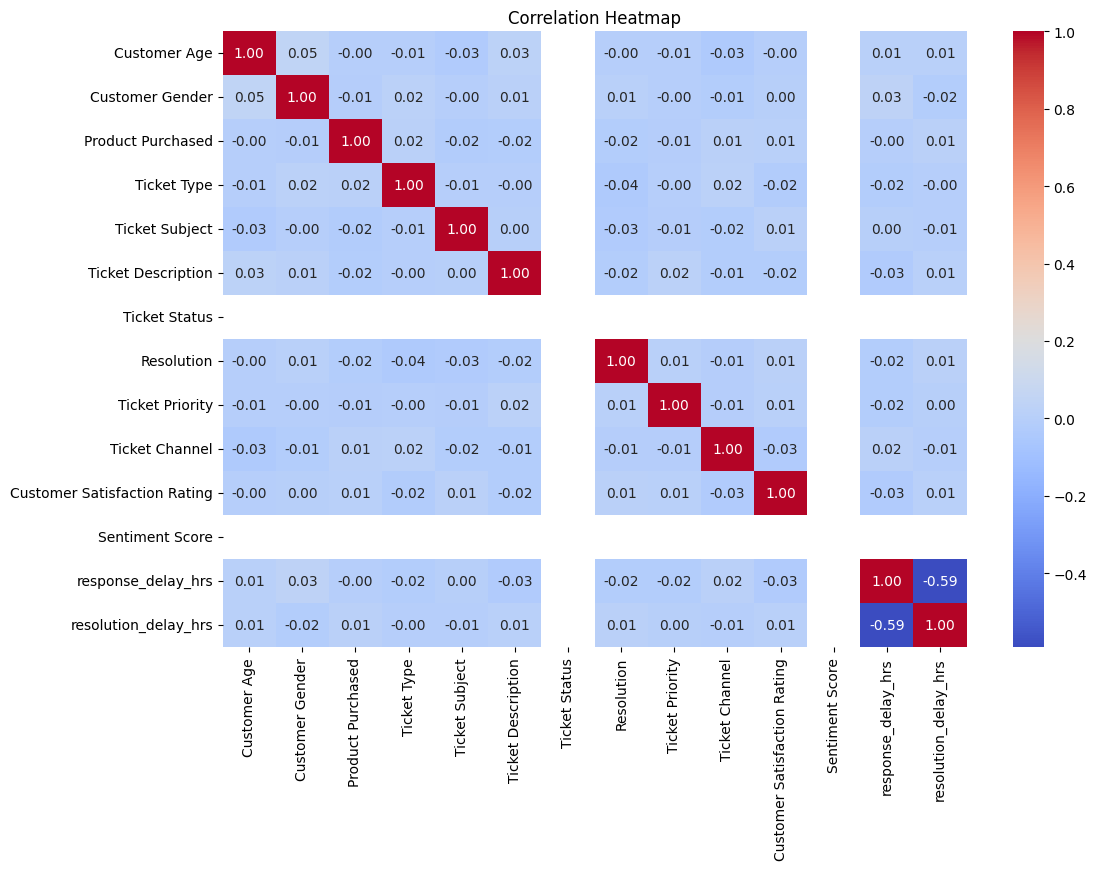 Correlation Heatmap
Customer Age 1.00 0.05 -0.00 -0.01 -0.03 0.03 -0.00 -0.01 -0.03 -0.00 0.01 0.01
Customer Gender 0.05 1.00 -0.01 0.02 -0.00 0.01 0.01 -0.00 -0.01 0.00 0.03 -0.02
Product Purchased -0.00 -0.01 1.00 0.02 -0.02 -0.02 -0.02 -0.01 0.01 0.01 -0.00 0.01
Ticket Type -0.01 0.02 0.02 1.00 -0.01 -0.00 -0.04 -0.00 0.02 -0.02 -0.02 -0.00
Ticket Subject -0.03 -0.00 -0.02 -0.01 1.00 0.00 -0.03 -0.01 -0.02 0.01 0.00 -0.01
Ticket Description 0.03 0.01 -0.02 -0.00 0.00 1.00 -0.02 0.02 -0.01 -0.02 -0.03 0.01
Ticket Status
Resolution -0.00 0.01 -0.02 -0.04 -0.03 -0.02 1.00 0.01 -0.01 0.01 -0.02 0.01
Ticket Priority -0.01 -0.00 -0.01 -0.00 -0.01 0.02 0.01 1.00 -0.01 0.01 -0.02 0.00
Ticket Channel -0.03 -0.01 0.01 0.02 -0.02 -0.01 -0.01 -0.01 1.00 -0.03 0.02 -0.01
Customer Satisfaction Rating -0.00 0.00 0.01 -0.02 0.01 -0.02 0.01 0.01 -0.03 1.00 -0.03 0.01
Sentiment Score
response_delay_hrs 0.01 0.03 -0.00 -0.02 0.00 -0.03 -0.02 -0.02 0.02 -0.03 1.00 -0.59
resolution_delay_hrs 0.01 -0.02 0.01 -0.00 -0.01 0.01 0.01 0.00 -0.01 0.01 -0.59 1.00
Customer Age
Customer Gender
Product Purchased
Ticket Type
Ticket Subject
Ticket Description
Ticket Status
Resolution
Ticket Priority
Ticket Channel
Customer Satisfaction Rating
Sentiment Score
response_delay_hrs
resolution_delay_hrs
1.0
0.8
0.6
0.4
0.2
0.0
−0.2
−0.4